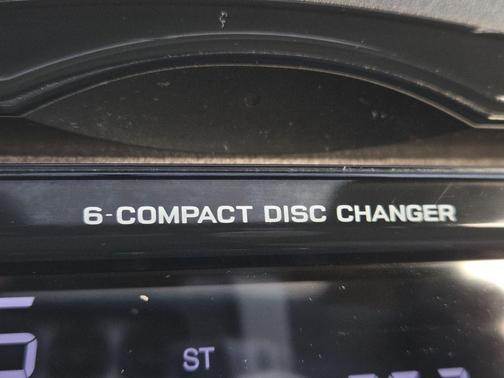 6-COMPACT DISC CHANGER
ST